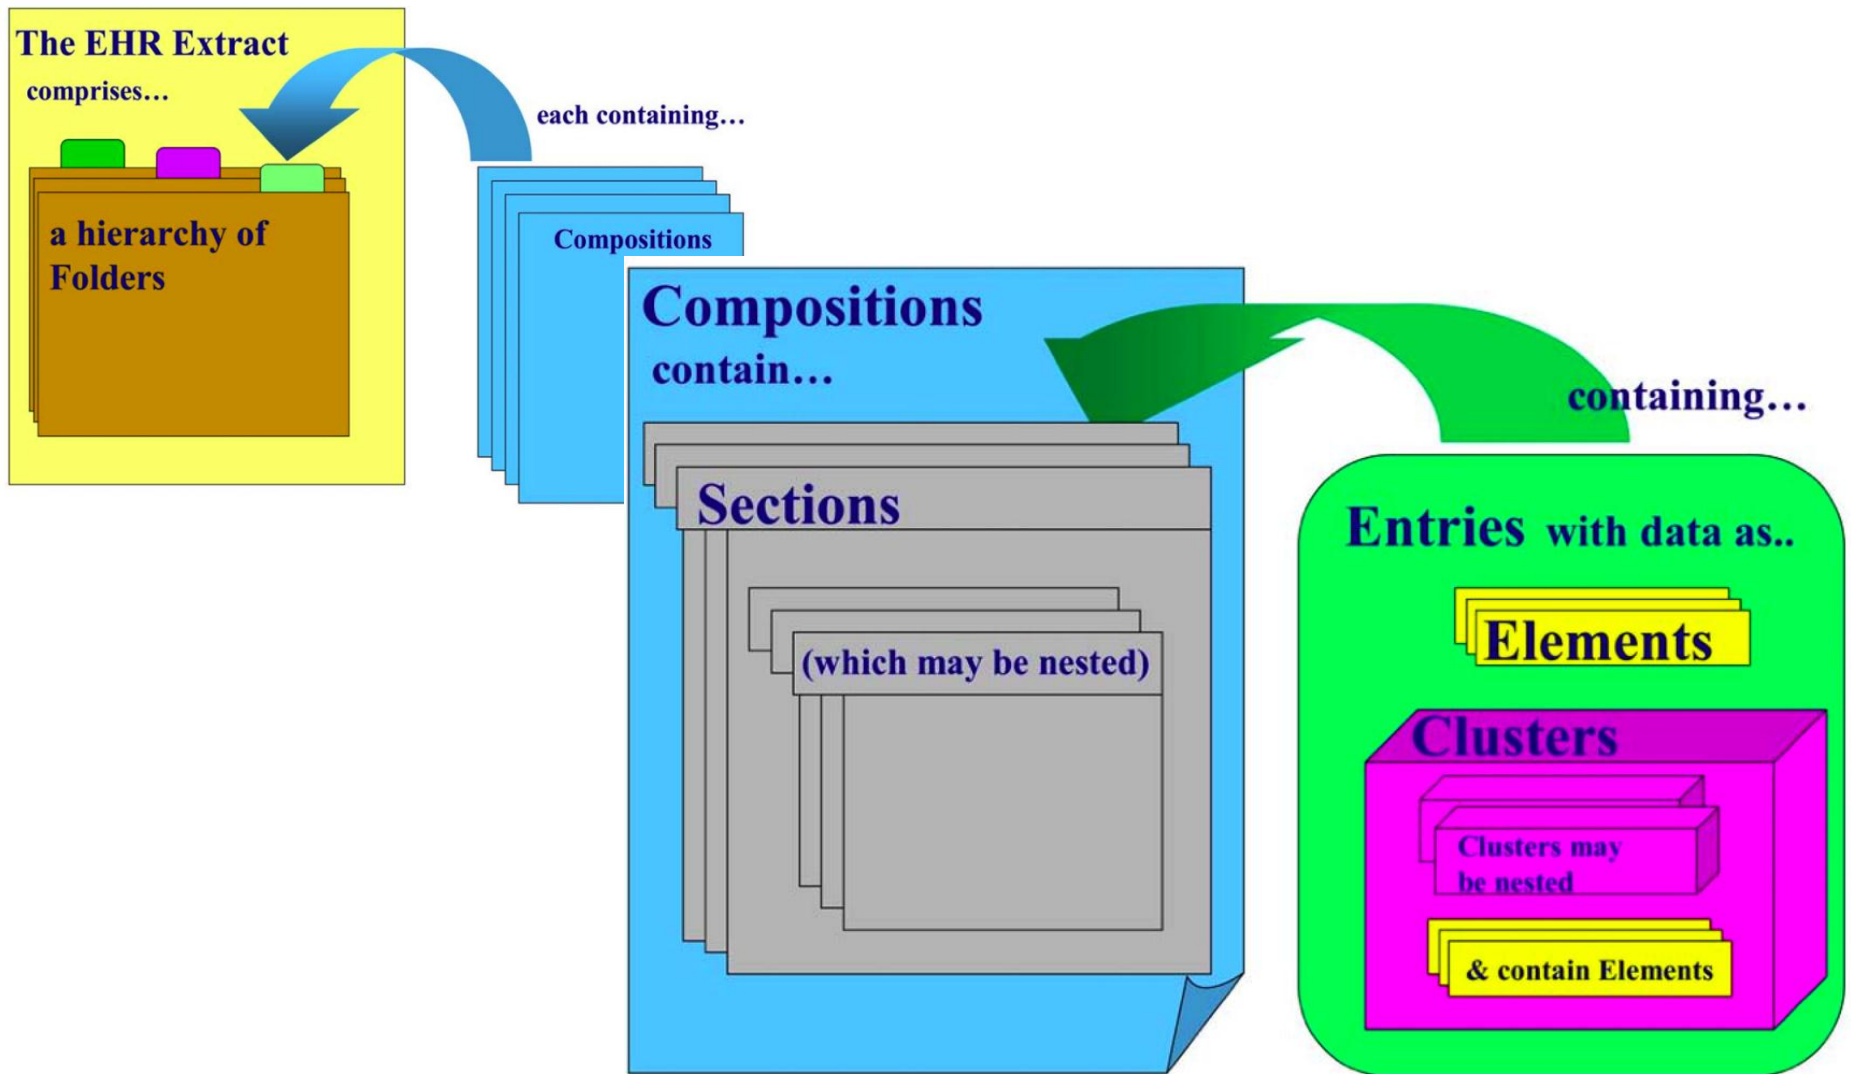 The EHR Extract
comprises…
each containing…
a hierarchy of
Folders
Compositions
Compositions
contain…
containing…
Sections
(which may be nested)
Entries with data as..
Elements
Clusters
Clusters may
be nested
& contain Elements